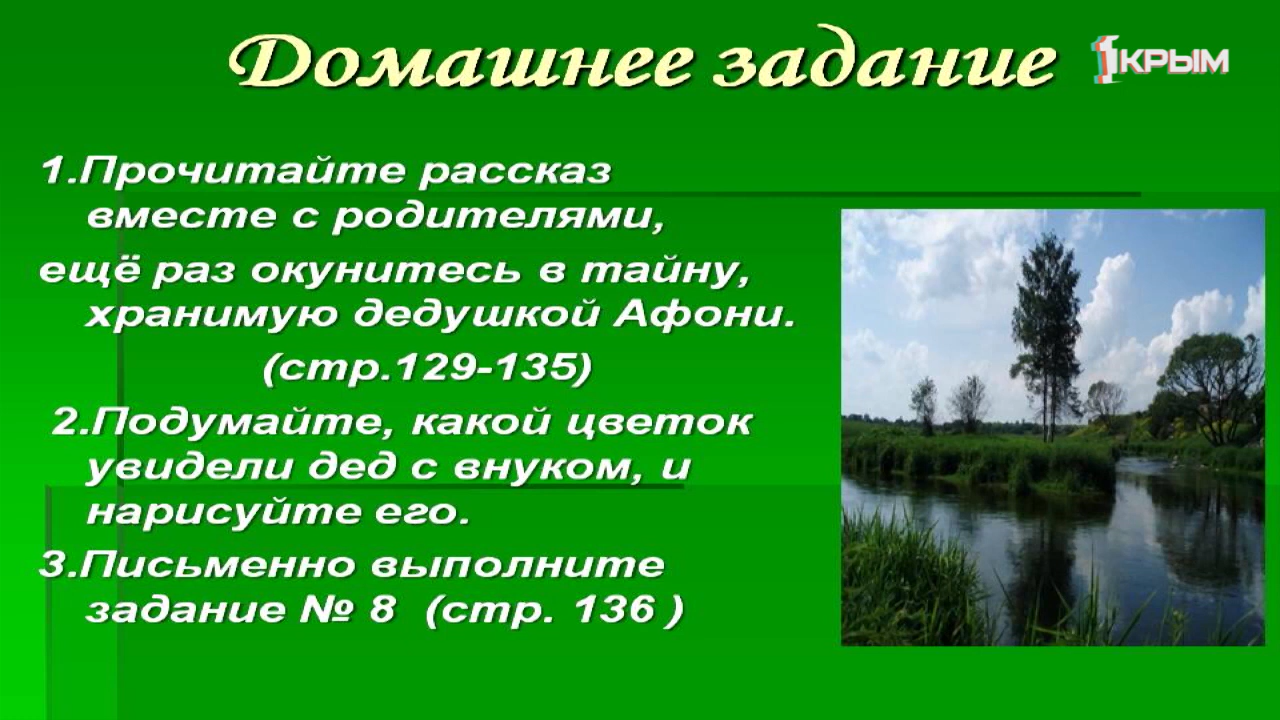 Домашнее задание
1КРЫМ
1.Прочитайте рассказ
вместе с родителями,
ещё раз окунитесь в тайну,
хранимую дедушкой Афони.
(стр.129-135)
2.Подумайте, какой цветок
увидели дед с внуком, и
нарисуйте его.
3.Письменно выполните
задание № 8 (стр. 136 )